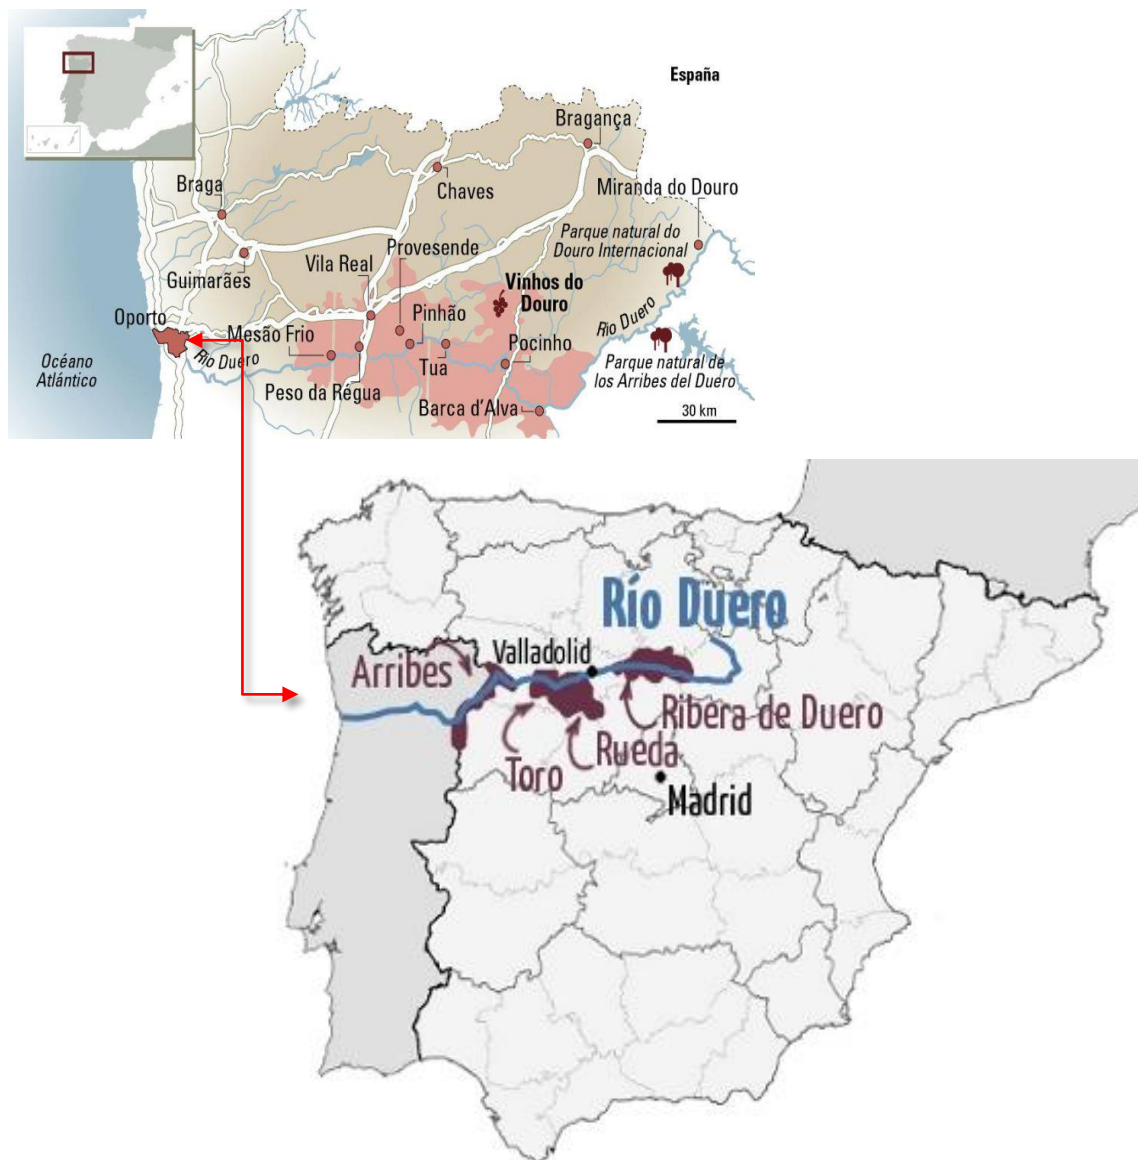 España
Bragança
Chaves
Miranda do Douro
Braga
Parque natural do
Douro Internacional
Provesende
Vila Real
Guimarães
Vinhos do
Douro
Oporto
Pinhão
Río Duero
Mesão Frio
Río Duero
Pocinho
Océano
Atlántico
Tua
Parque natural de
los Arribes del Duero
Peso da Régua
Barca d'Alva
30 km
Río Duero
Valladolid
Arribes
Ribera de Duero
Rueda
Toro
Madrid